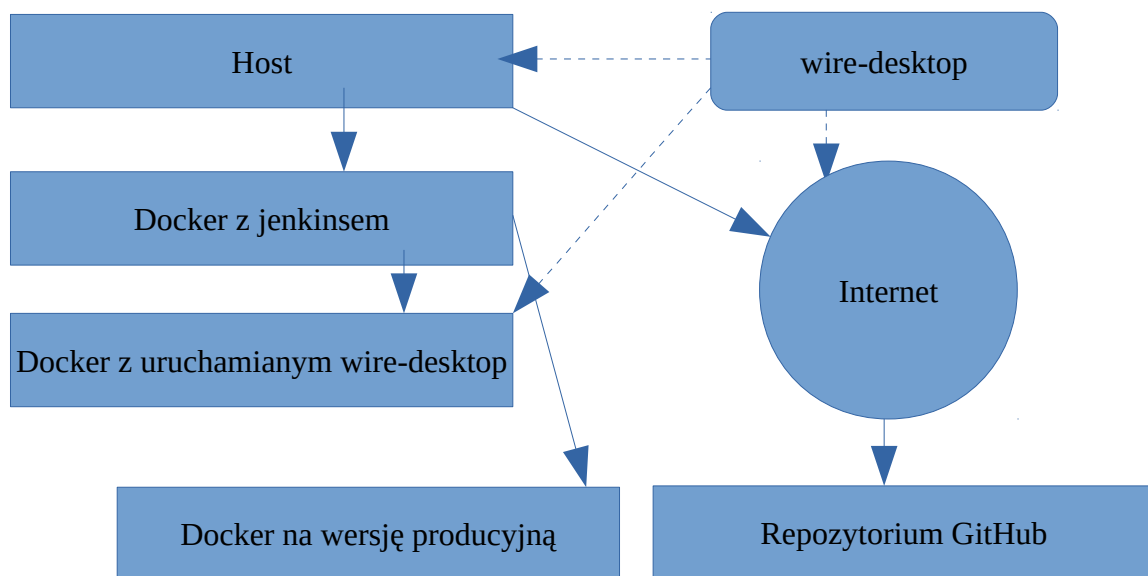 Host
wire-desktop
Docker z jenkinsem
Internet
Docker z uruchamianym wire-desktop
Docker na wersję producyjną
Repozytorium GitHub